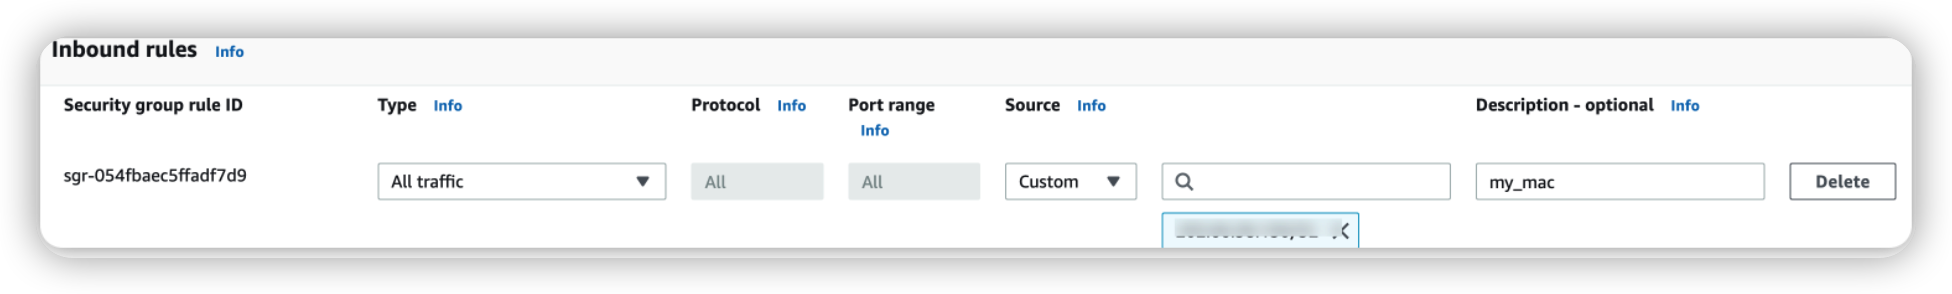 Inbound rules Info
Security group rule ID Type Info Protocol Info Port range Info Source Info Description - optional Info
sgr-054fbaec5ffadf7d9 All traffic All All Custom my_mac Delete